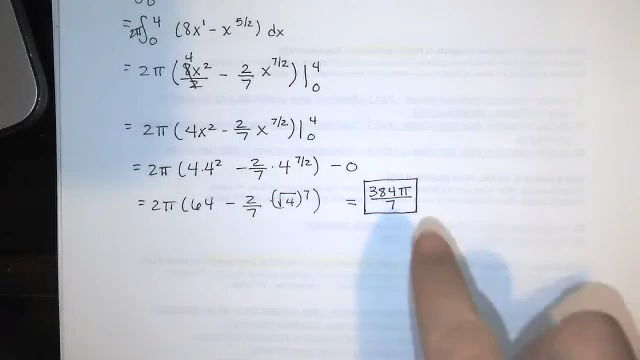 = 2π ∫₀⁴ (8x¹ - x^(5/2)) dx
= 2π (8x²/2 - 2/7 x^(7/2)) |₀⁴
4
= 2π (4x² - 2/7 x^(7/2)) |₀⁴
= 2π (4·4² - 2/7 · 4^(7/2)) - 0
= 2π (64 - 2/7 · (√4)⁷) = 384π/7